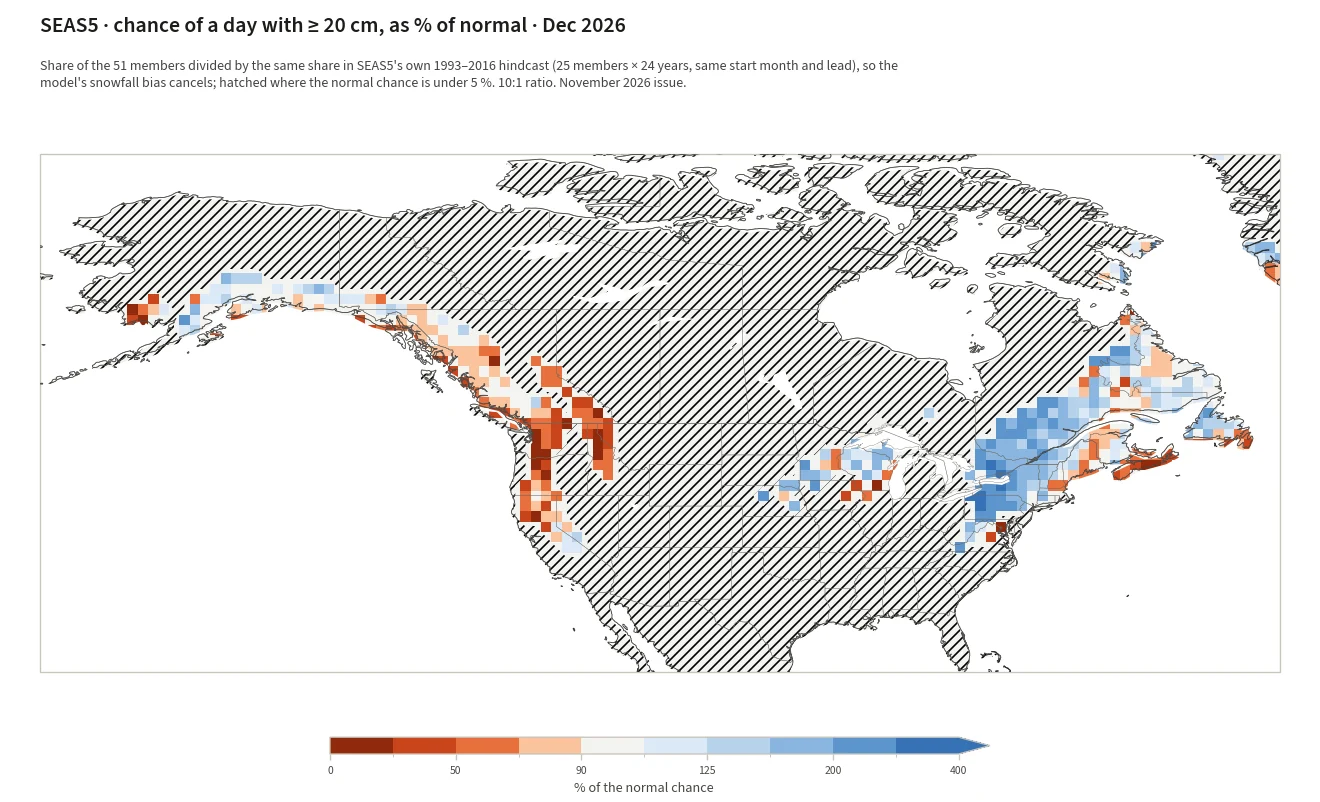 SEAS5 · chance of a day with ≥ 20 cm, as % of normal · Dec 2026
Share of the 51 members divided by the same share in SEAS5's own 1993–2016 hindcast (25 members × 24 years, same start month and lead), so the
model's snowfall bias cancels; hatched where the normal chance is under 5 %. 10:1 ratio. November 2026 issue.
0 50 90 125 200 400
% of the normal chance